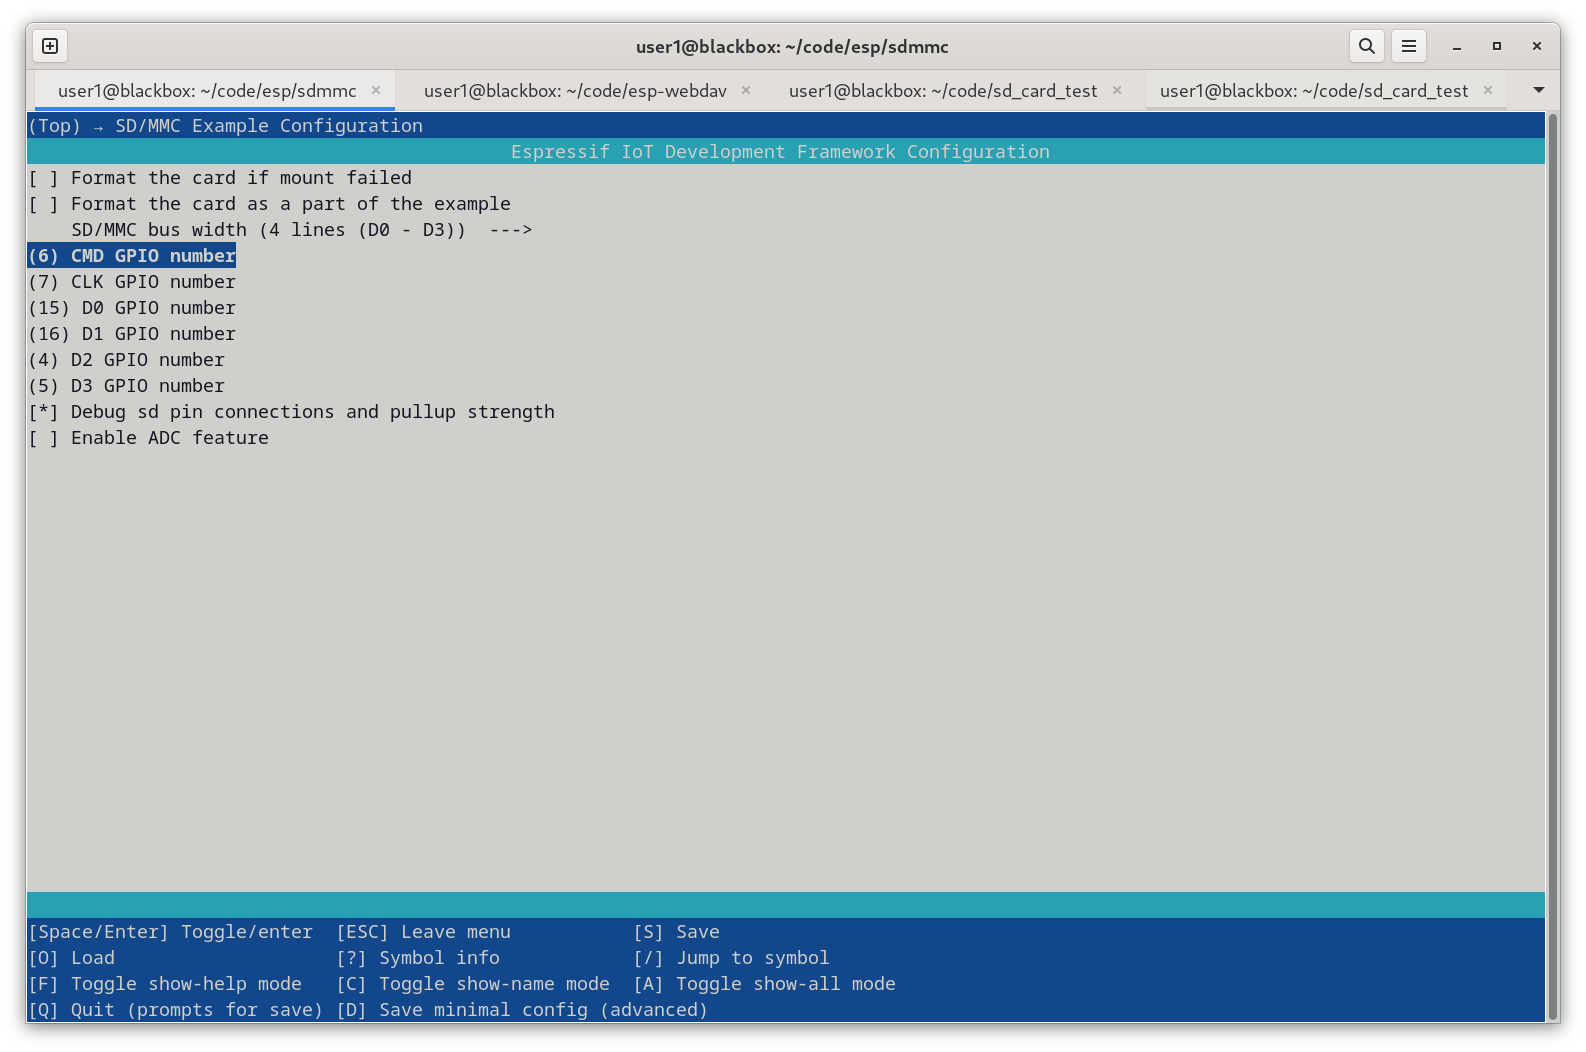 user1@blackbox: ~/code/esp/sdmmc
user1@blackbox: ~/code/esp/sdmmc × user1@blackbox: ~/code/esp-webdav × user1@blackbox: ~/code/sd_card_test × user1@blackbox: ~/code/sd_card_test ×
(Top) → SD/MMC Example Configuration
Espressif IoT Development Framework Configuration
[ ] Format the card if mount failed
[ ] Format the card as a part of the example
    SD/MMC bus width (4 lines (D0 - D3))  --->
(6) CMD GPIO number
(7) CLK GPIO number
(15) D0 GPIO number
(16) D1 GPIO number
(4) D2 GPIO number
(5) D3 GPIO number
[*] Debug sd pin connections and pullup strength
[ ] Enable ADC feature
[Space/Enter] Toggle/enter  [ESC] Leave menu           [S] Save
[O] Load                    [?] Symbol info            [/] Jump to symbol
[F] Toggle show-help mode   [C] Toggle show-name mode  [A] Toggle show-all mode
[Q] Quit (prompts for save) [D] Save minimal config (advanced)